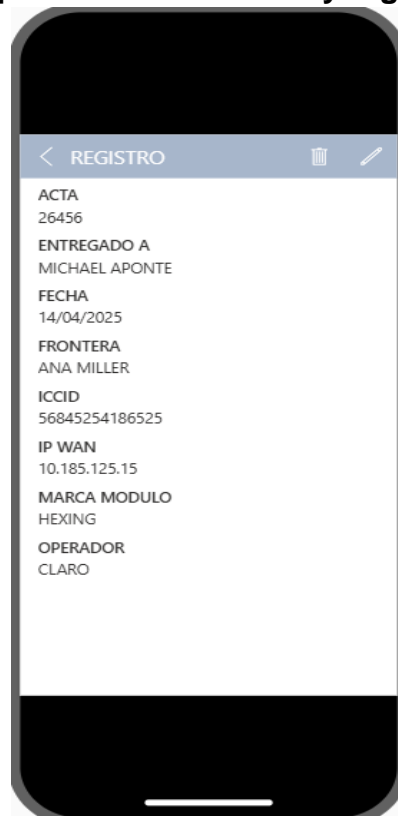 REGISTRO
ACTA
26456
ENTREGADO A
MICHAEL APONTE
FECHA
14/04/2025
FRONTERA
ANA MILLER
ICCID
56845254186525
IP WAN
10.185.125.15
MARCA MODULO
HEXING
OPERADOR
CLARO